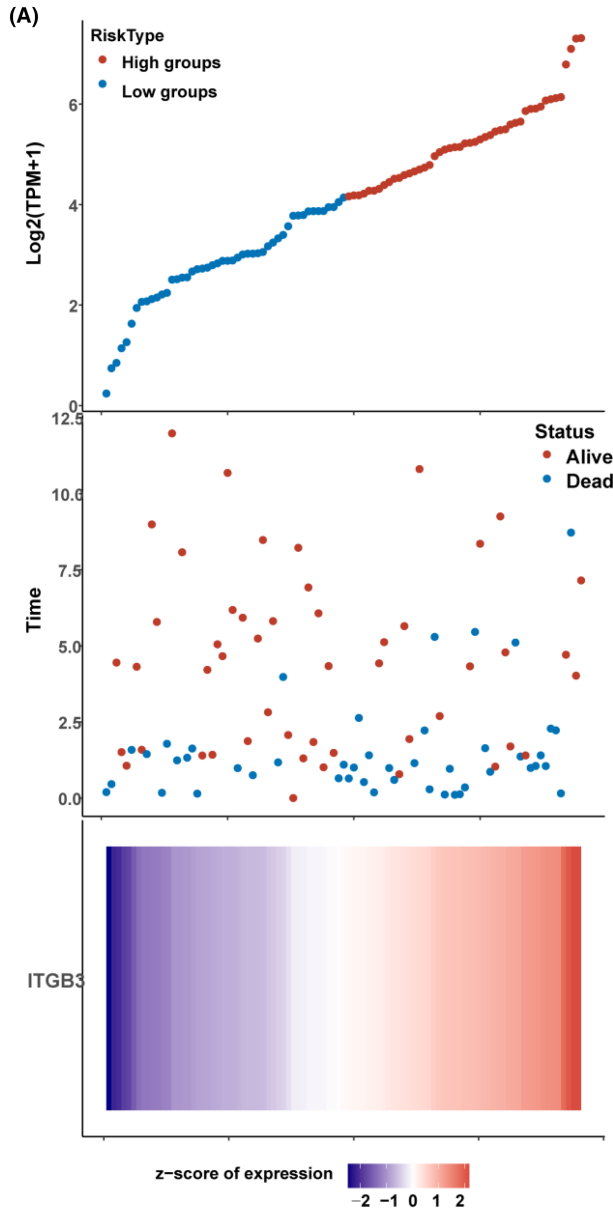 (A)
RiskType
High groups
Low groups
Log2(TPM+1)
6
4
2
0
12.5
10.0
7.5
5.0
2.5
0.0
Time
Status
Alive
Dead
ITGB3
z-score of expression
−2 −1 0 1 2